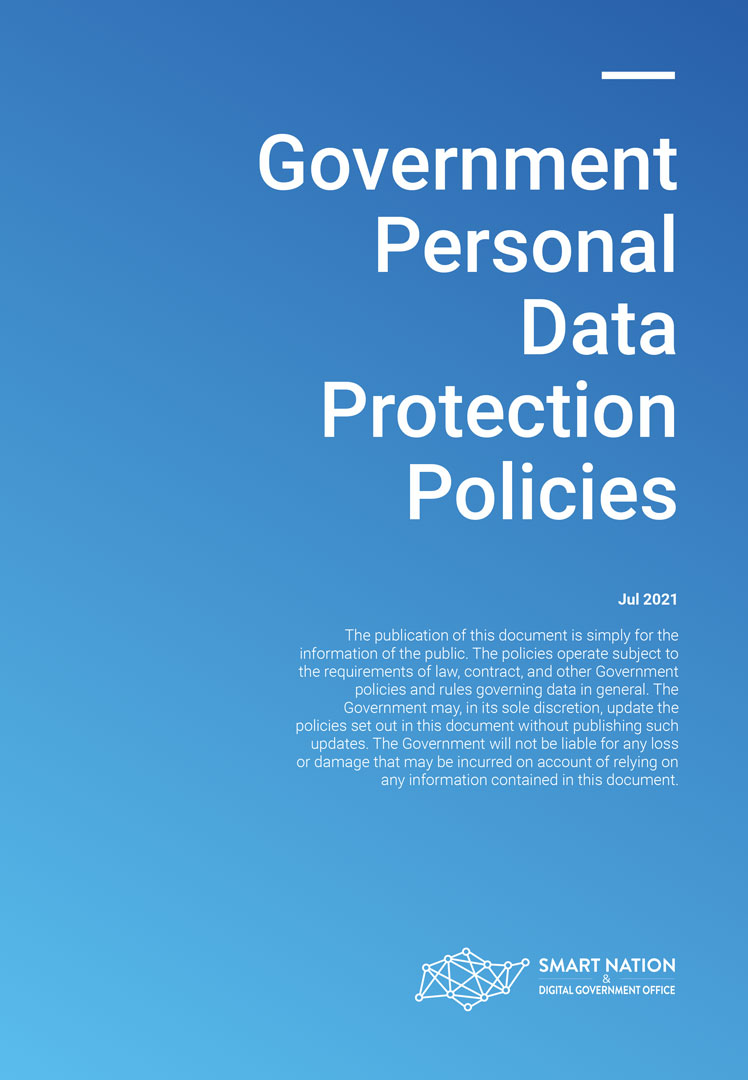 Government
Personal
Data
Protection
Policies
Jul 2021
The publication of this document is simply for the
information of the public. The policies operate subject to
the requirements of law, contract, and other Government
policies and rules governing data in general. The
Government may, in its sole discretion, update the
policies set out in this document without publishing such
updates. The Government will not be liable for any loss
or damage that may be incurred on account of relying on
any information contained in this document.
SMART NATION
&
DIGITAL GOVERNMENT OFFICE